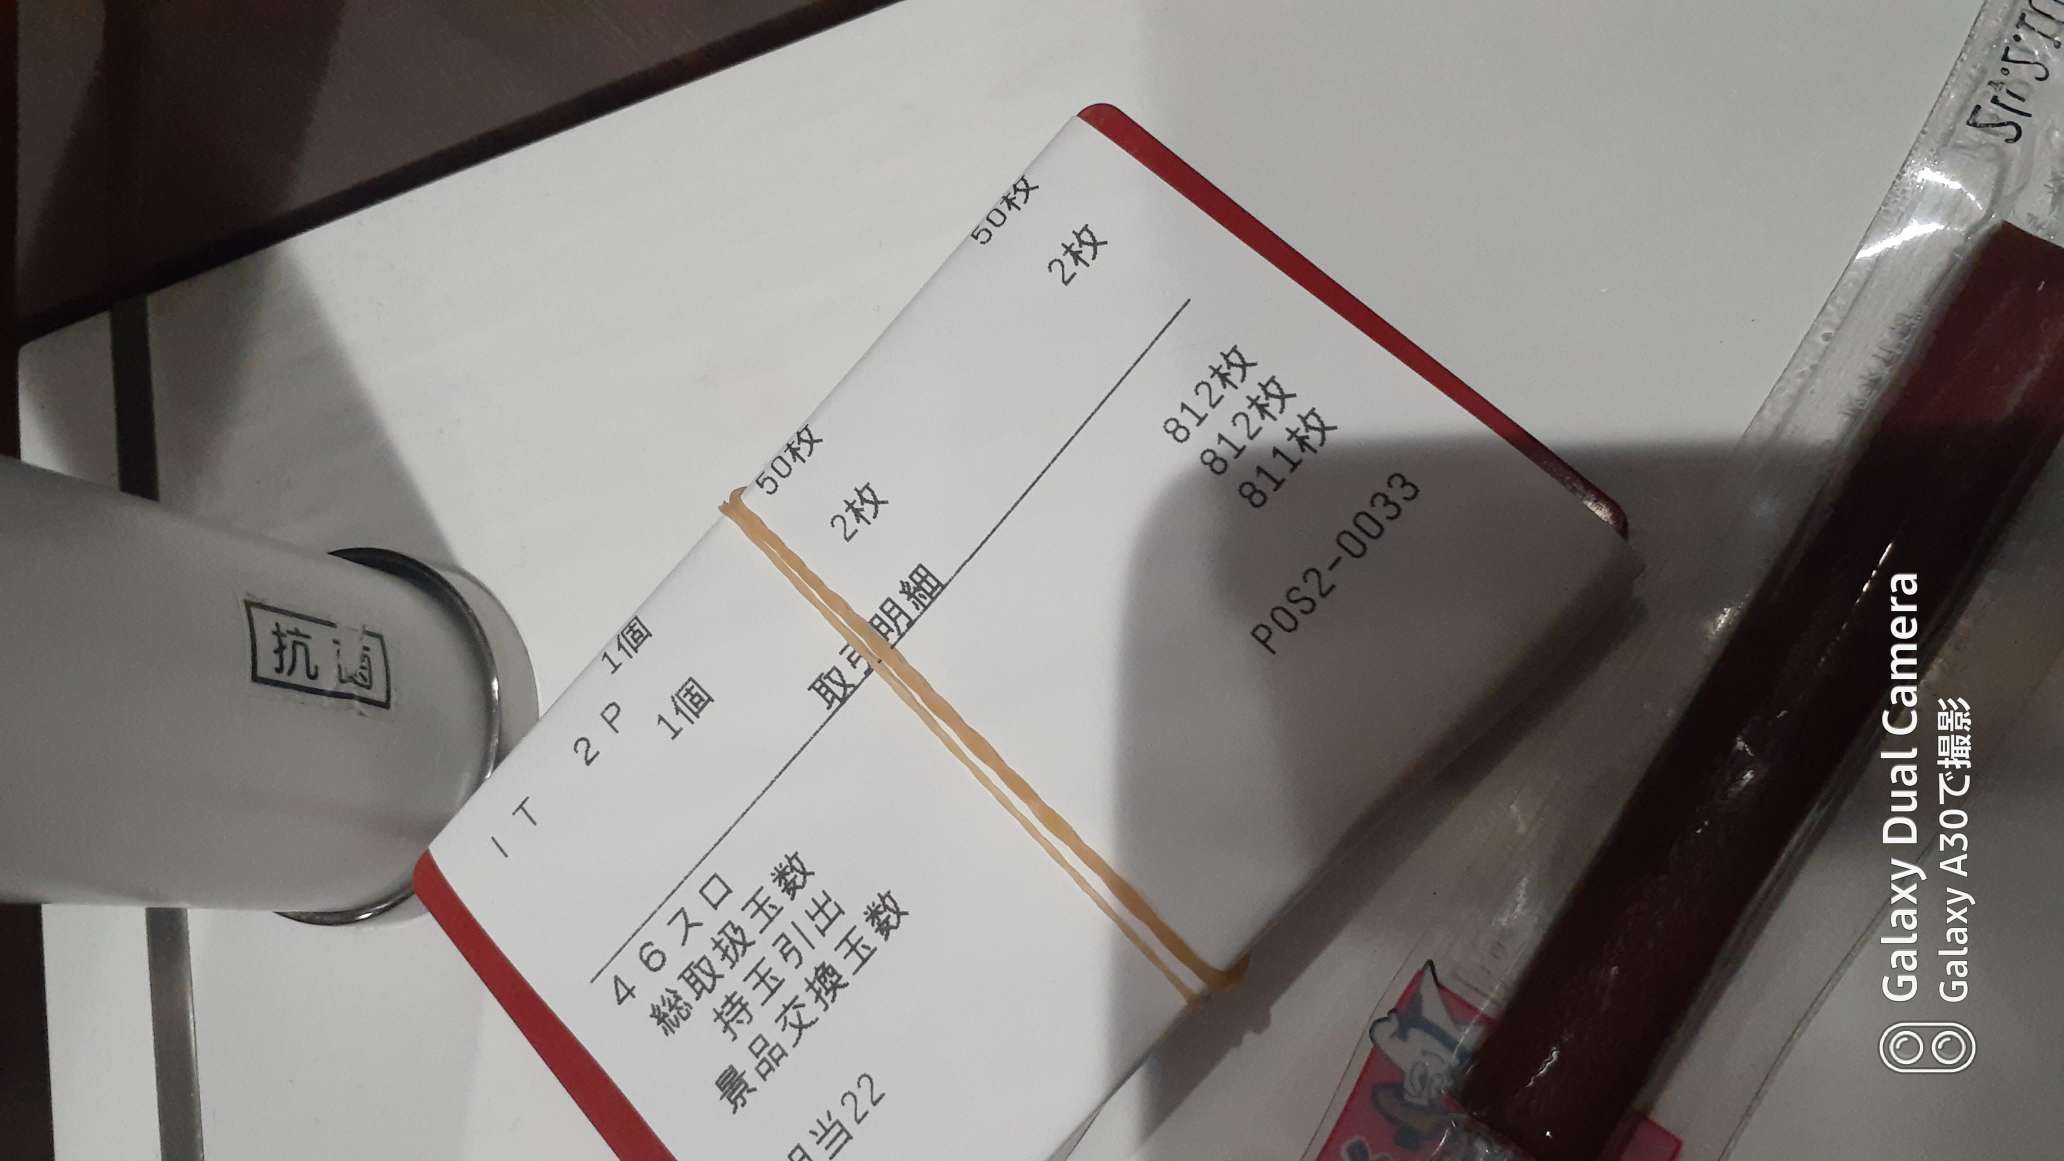 50枚
2枚
1個 50枚
IT 2P 1個 2枚
取引明細
46スロ
総取扱玉数 812枚
持玉引出 812枚
景品交換玉数 811枚
担当22 POS2-0033
抗菌
Galaxy Dual Camera
Galaxy A30で撮影